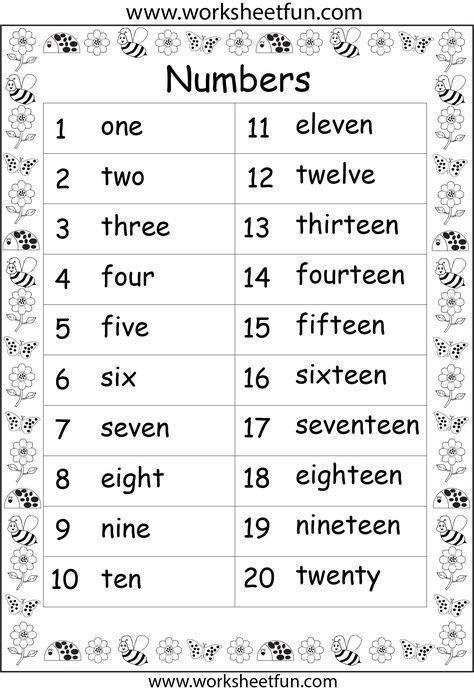 www.worksheetfun.com
Numbers
1 one 11 eleven
2 two 12 twelve
3 three 13 thirteen
4 four 14 fourteen
5 five 15 fifteen
6 six 16 sixteen
7 seven 17 seventeen
8 eight 18 eighteen
9 nine 19 nineteen
10 ten 20 twenty
www.worksheetfun.com